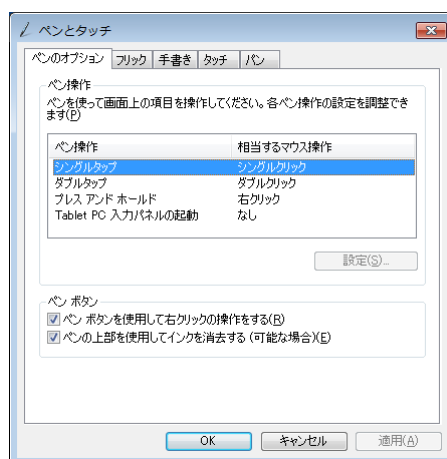 ペンとタッチ
ペンのオプション フリック 手書き タッチ パン
ペン操作
ペンを使って画面上の項目を操作してください。各ペン操作の設定を調整でき
ます(P)
ペン操作 相当するマウス操作
シングルタップ シングルクリック
ダブルタップ ダブルクリック
プレス アンド ホールド 右クリック
Tablet PC 入力パネルの起動 なし
設定(S)...
ペン ボタン
ペン ボタンを使用して右クリックの操作をする(R)
ペンの上部を使用してインクを消去する (可能な場合)(E)
OK キャンセル 適用(A)